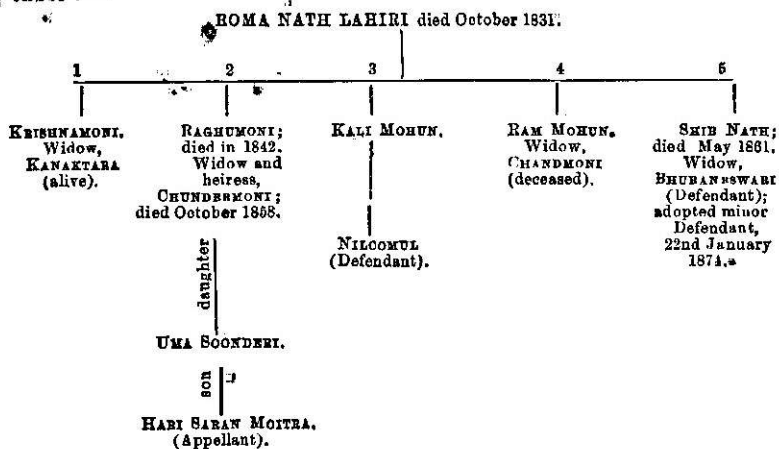 ROMA NATH LAHIRI died October 1831.
1
2
3
4
5
KRISHNAMONI.
Widow,
KANAKTARA
(alive).
RAGHUMONI;
died in 1842.
Widow and
heiress,
CHUNDERMONI;
died October 1858.
KALI MOHUN.
RAM MOHUN.
Widow,
CHANDMONI
(deceased).
SHIB NATH;
died May 1861.
Widow,
BHUBANESWARI
(Defendant);
adopted minor
Defendant,
22nd January
1874.
daughter
NILCOMUL
(Defendant).
UMA SOONDERI.
son
HARI SARAN MOITRA.
(Appellant).